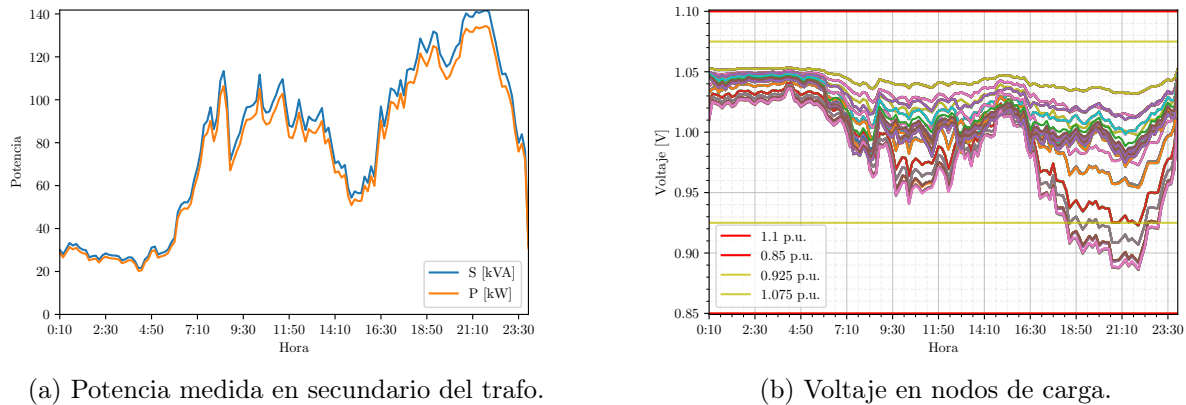 140
120
100
80
60
40
20
0
Potencia
S [kVA]
P [kW]
0:10 2:30 4:50 7:10 9:30 11:50 14:10 16:30 18:50 21:10 23:30
Hora
(a) Potencia medida en secundario del trafo.
1.10
1.05
1.00
0.95
0.90
0.85
Voltaje [V]
1.1 p.u.
0.85 p.u.
0.925 p.u.
1.075 p.u.
0:10 2:30 4:50 7:10 9:30 11:50 14:10 16:30 18:50 21:10 23:30
Hora
(b) Voltaje en nodos de carga.